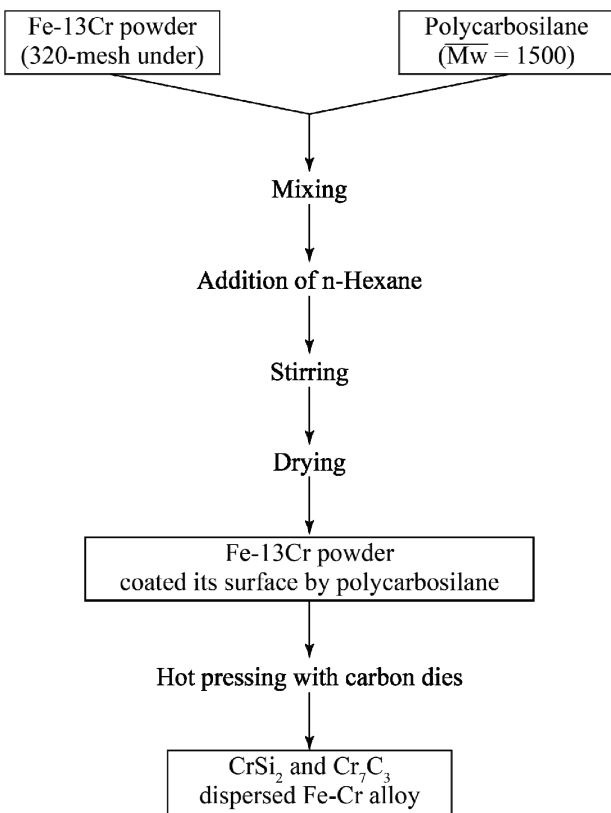 Fe-13Cr powder
(320-mesh under)
Polycarbosilane
(M̅w̅ = 1500)
Mixing
Addition of n-Hexane
Stirring
Drying
Fe-13Cr powder
coated its surface by polycarbosilane
Hot pressing with carbon dies
CrSi₂ and Cr₇C₃
dispersed Fe-Cr alloy